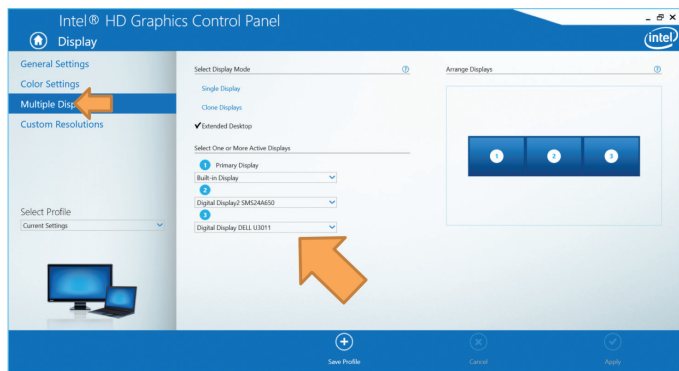 Intel® HD Graphics Control Panel
Display
intel
General Settings
Color Settings
Multiple
Custom Resolutions
Select Profile
Current Settings
Select Display Mode
?
Single Display
Clone Displays
✔Extended Desktop
Select One or More Active Displays
1 Primary Display
Built-in Display
2
Digital Display2 SMS24A650
3
Digital Display DELL U3011
Arrange Displays
?
1 2 3
Save Profile
Cancel
Apply